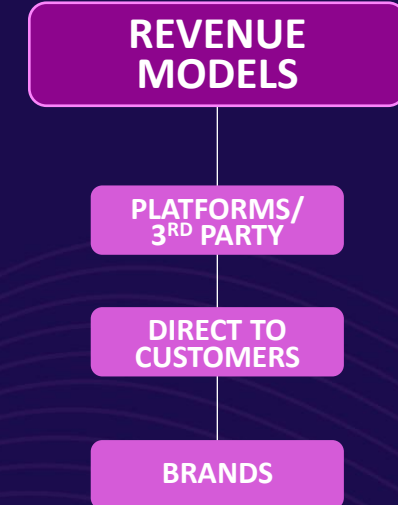 REVENUE
MODELS
PLATFORMS/
3RD PARTY
DIRECT TO
CUSTOMERS
BRANDS